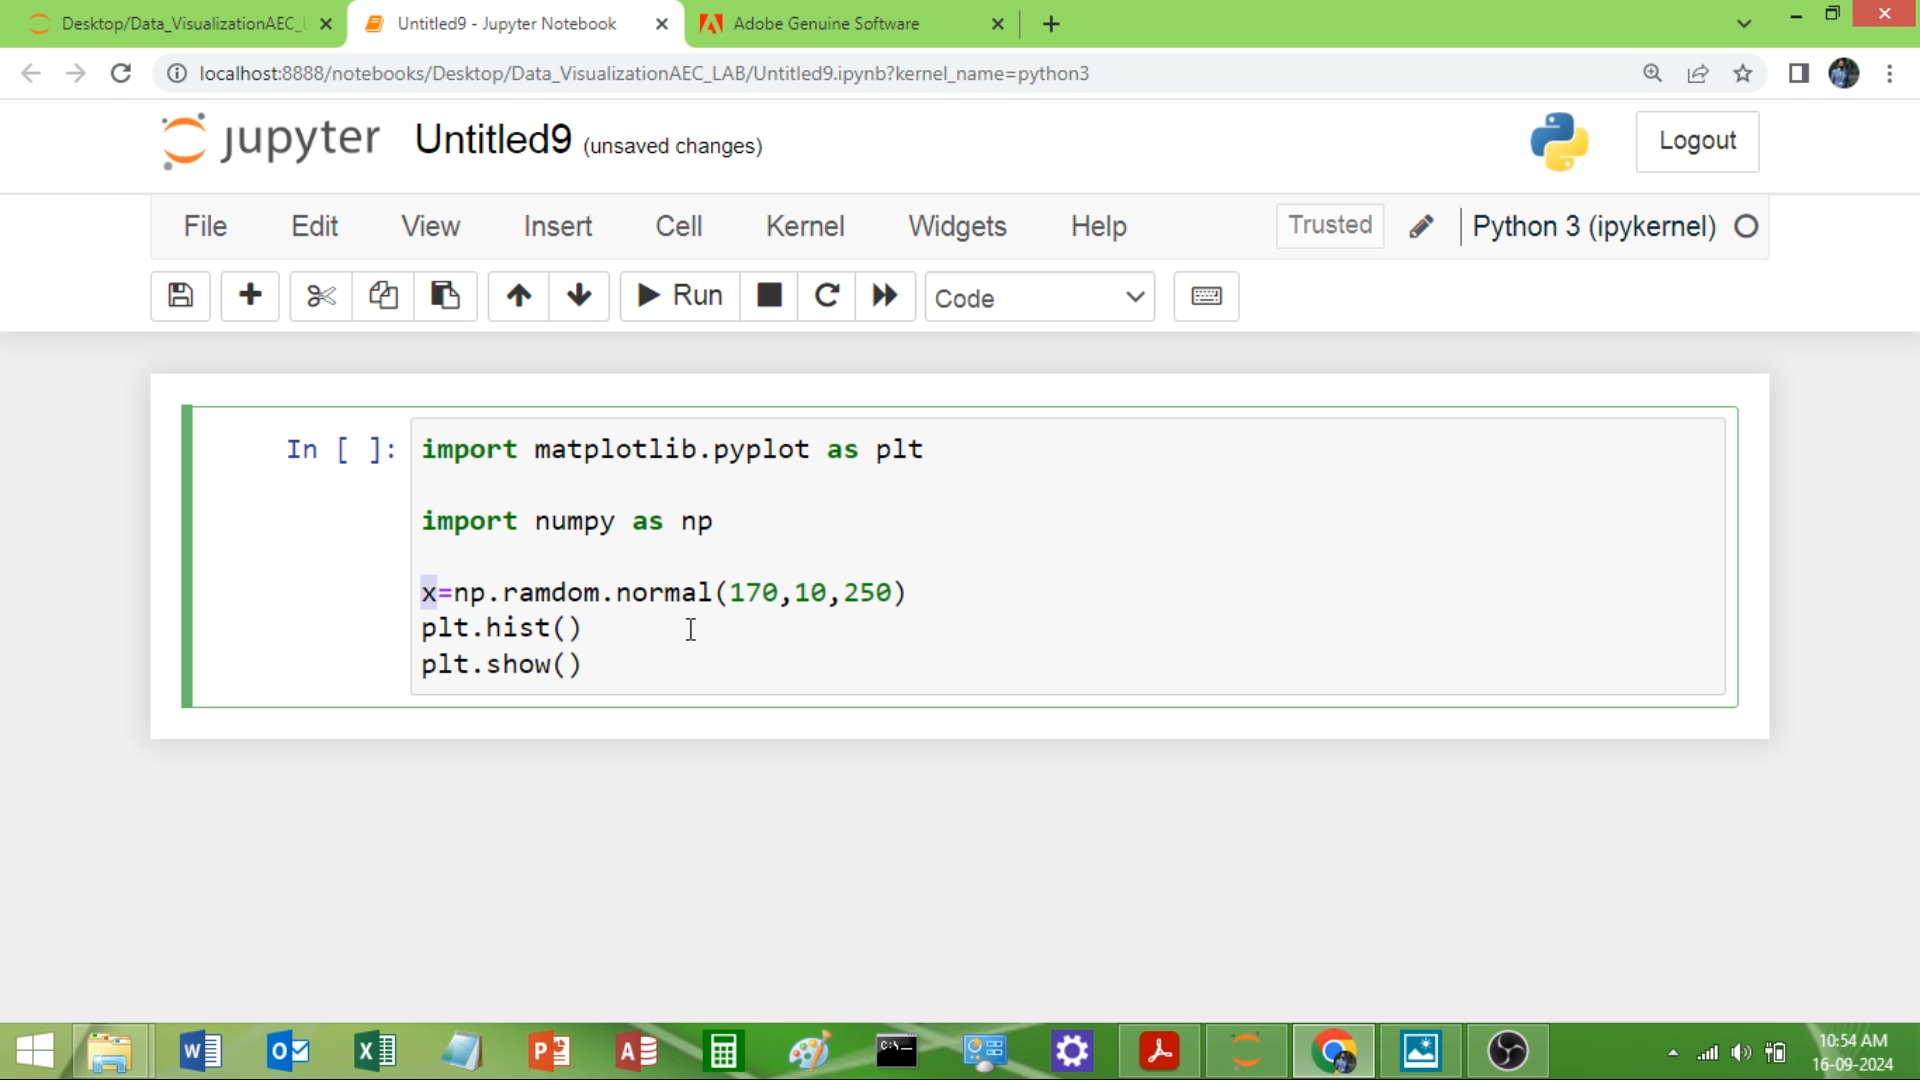 Desktop/Data_VisualizationAEC_L
Untitled9 - Jupyter Notebook
Adobe Genuine Software
localhost:8888/notebooks/Desktop/Data_VisualizationAEC_LAB/Untitled9.ipynb?kernel_name=python3
jupyter Untitled9 (unsaved changes)
Logout
File Edit View Insert Cell Kernel Widgets Help Trusted Python 3 (ipykernel)
Run Code
In [ ]: import matplotlib.pyplot as plt
import numpy as np
x=np.ramdom.normal(170,10,250)
plt.hist()
plt.show()
10:54 AM
16-09-2024